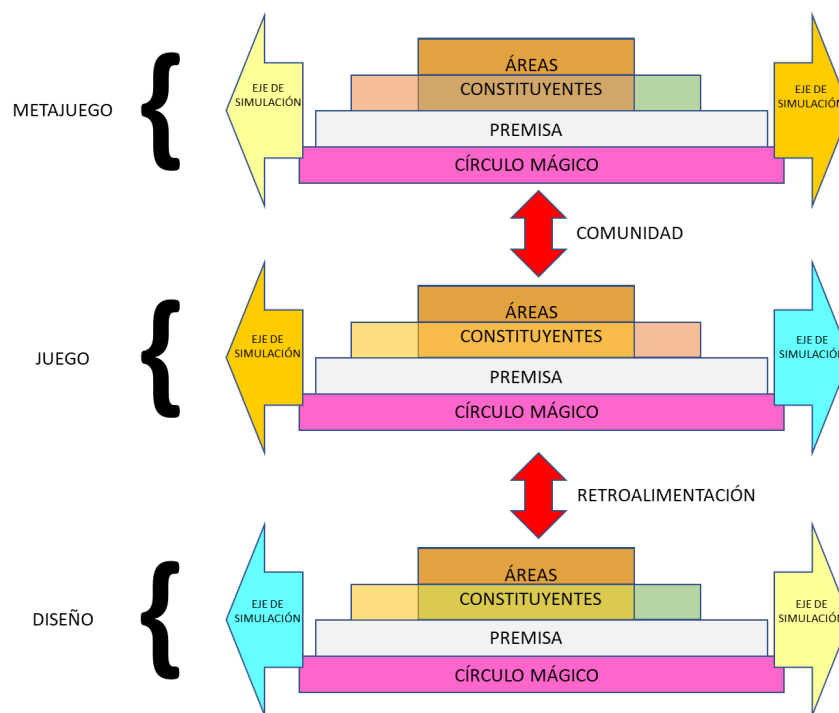 METAJUEGO
EJE DE
SIMULACIÓN
ÁREAS
CONSTITUYENTES
PREMISA
CÍRCULO MÁGICO
EJE DE
SIMULACIÓN
COMUNIDAD
JUEGO
EJE DE
SIMULACIÓN
ÁREAS
CONSTITUYENTES
PREMISA
CÍRCULO MÁGICO
EJE DE
SIMULACIÓN
RETROALIMENTACIÓN
DISEÑO
EJE DE
SIMULACIÓN
ÁREAS
CONSTITUYENTES
PREMISA
CÍRCULO MÁGICO
EJE DE
SIMULACIÓN